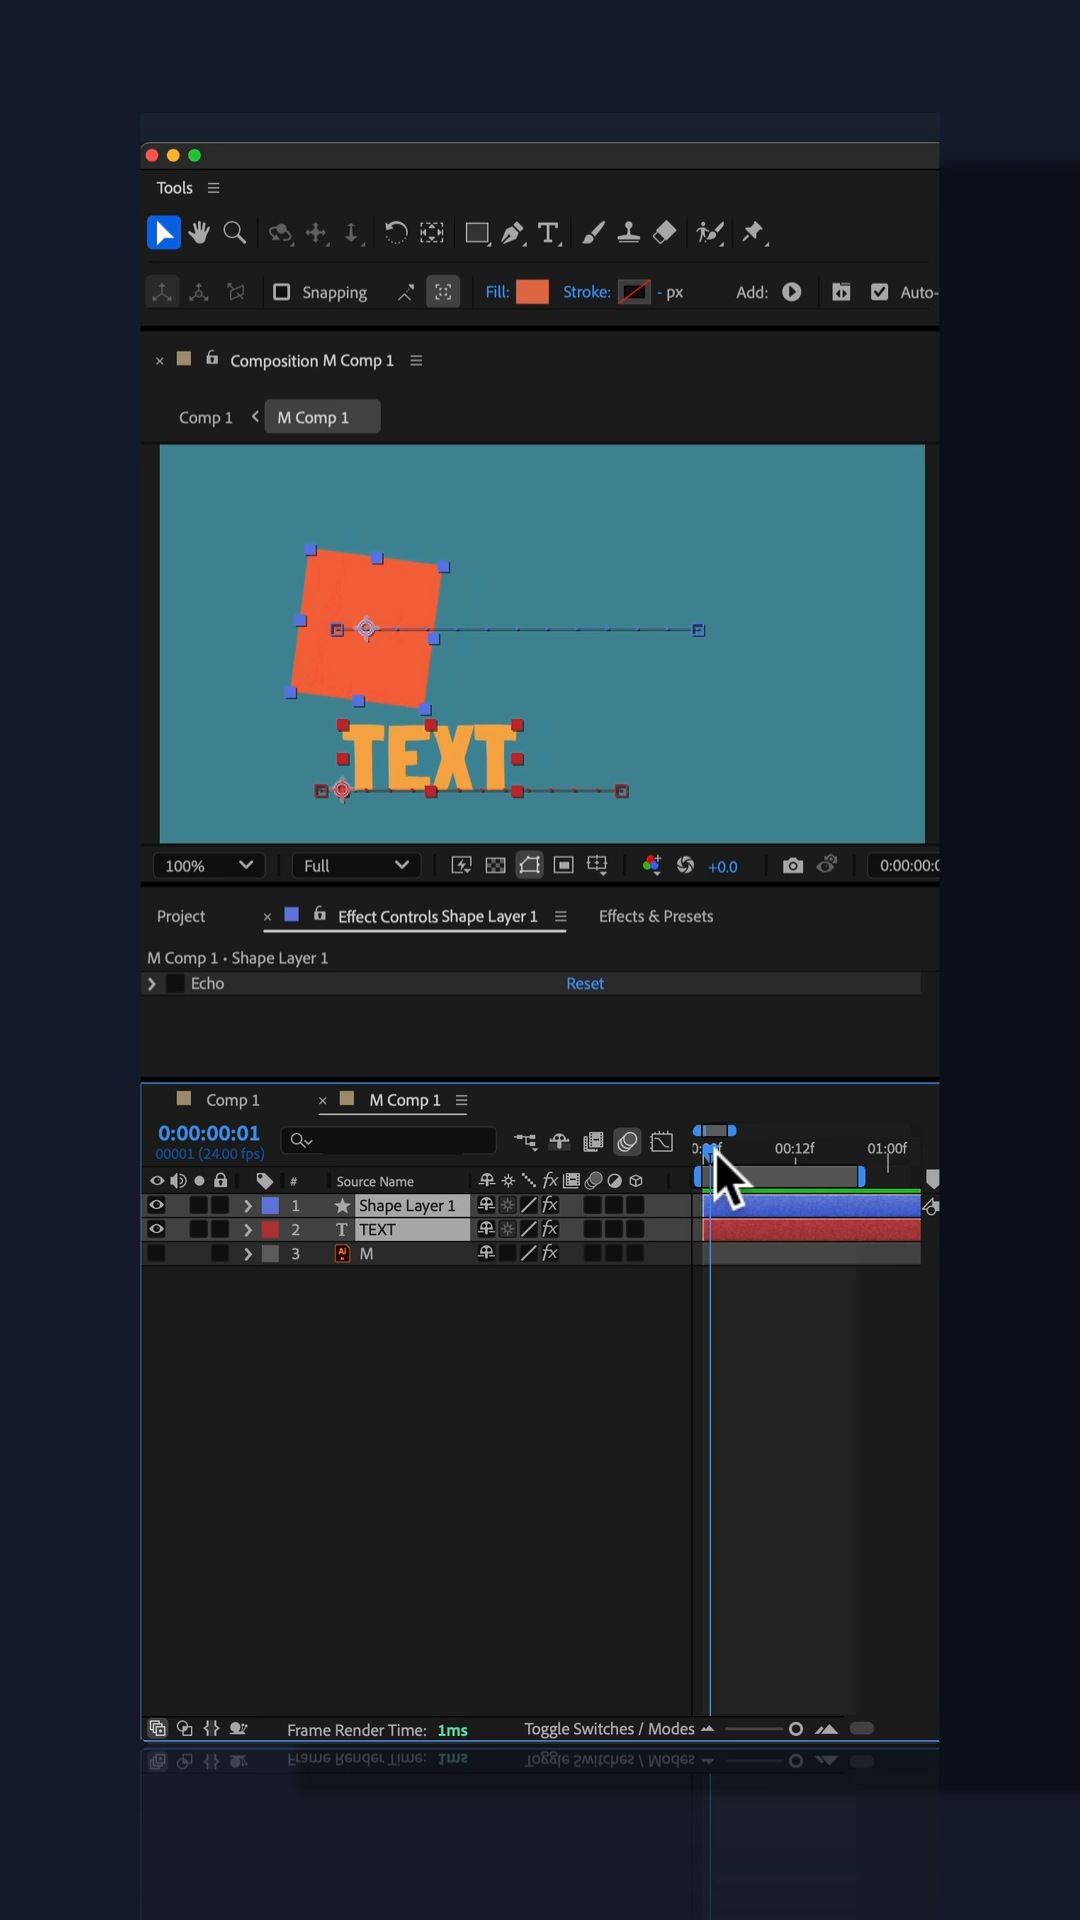 Tools
Snapping Fill: Stroke: - px Add: Auto-
Composition M Comp 1
Comp 1 < M Comp 1
TEXT
100% Full +0.0 0:00:00:0
Project × Effect Controls Shape Layer 1 Effects & Presets
M Comp 1 • Shape Layer 1
Echo Reset
Comp 1 × M Comp 1
0:00:00:01
00001 (24.00 fps)
00:12f 01:00f
# Source Name
1 Shape Layer 1
2 T TEXT
3 Ai M
Frame Render Time: 1ms Toggle Switches / Modes